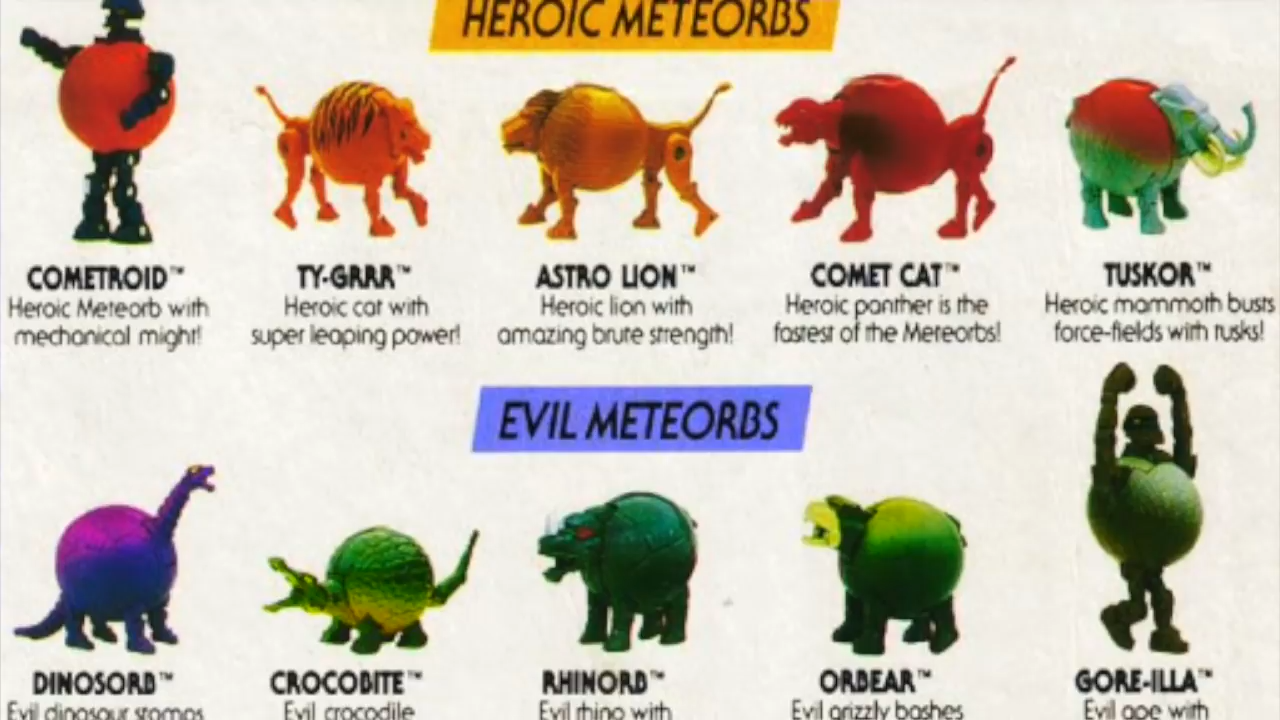 HEROIC METEORBS
COMETROID™ TY-GRRR™ ASTRO LION™ COMET CAT™ TUSKOR™
Heroic Meteorb with Heroic cat with Heroic lion with Heroic panther is the Heroic mammoth busts
mechanical might! super leaping power! amazing brute strength! fastest of the Meteorbs! force-fields with tusks!
EVIL METEORBS
DINOSORB™ CROCOBITE™ RHINORB™ ORBEAR™ GORE-ILLA™
Evil dinosaur stomps Evil crocodile Evil rhino with Evil grizzly bashes Evil ape with